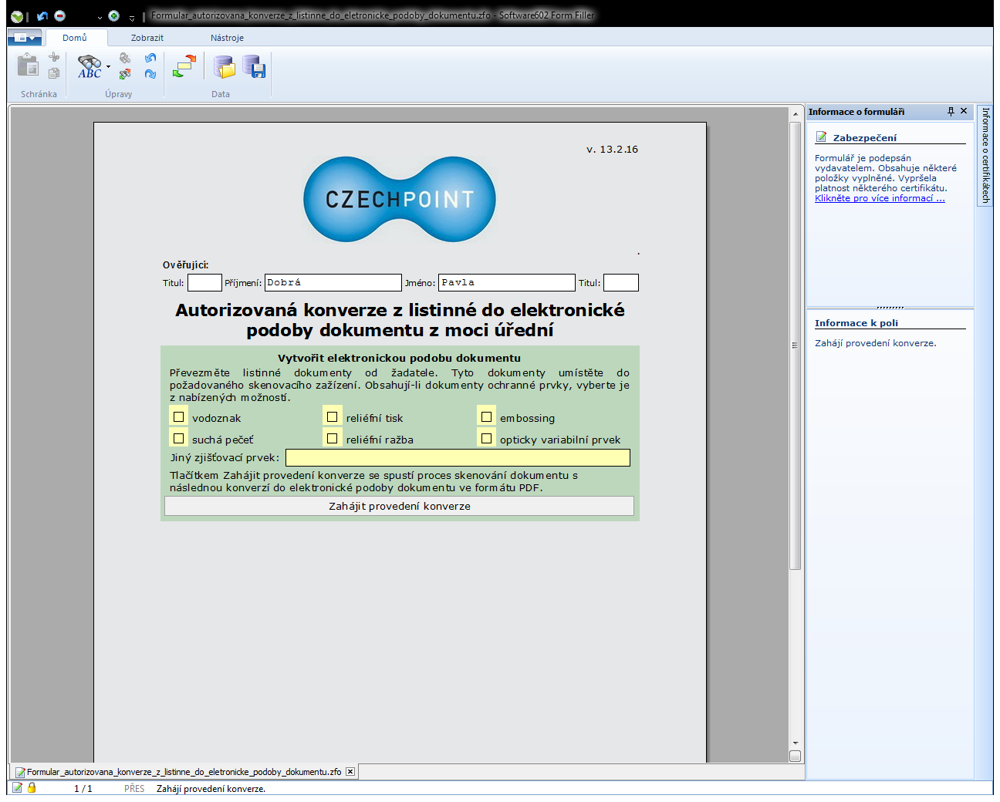 Formular_autorizovana_konverze_z_listinne_do_eletronicke_podoby_dokumentu.zfo - Software602 Form Filler
Domů Zobrazit Nástroje
ABC
Schránka Úpravy Data
Informace o formuláři
Informace o certifikátech
Zabezpečení
Formulář je podepsán
vydavatelem. Obsahuje některé
položky vyplněné. Vypršela
platnost některého certifikátu.
Klikněte pro více informací ...
Informace k poli
Zahájí provedení konverze.
v. 13.2.16
CZECHPOINT
.
Ověřující:
Titul: Příjmení: Dobrá Jméno: Pavla Titul:
Autorizovaná konverze z listinné do elektronické
podoby dokumentu z moci úřední
Vytvořit elektronickou podobu dokumentu
Převezměte listinné dokumenty od žadatele. Tyto dokumenty umístěte do
požadovaného skenovacího zažízení. Obsahují-li dokumenty ochranné prvky, vyberte je
z nabízených možností.
vodoznak reliéfní tisk embossing
suchá pečeť reliéfní ražba opticky variabilní prvek
Jiný zjišťovací prvek:
Tlačítkem Zahájit provedení konverze se spustí proces skenování dokumentu s
následnou konverzí do elektronické podoby dokumentu ve formátu PDF.
Zahájit provedení konverze
Formular_autorizovana_konverze_z_listinne_do_eletronicke_podoby_dokumentu.zfo
1 / 1 PŘES Zahájí provedení konverze.